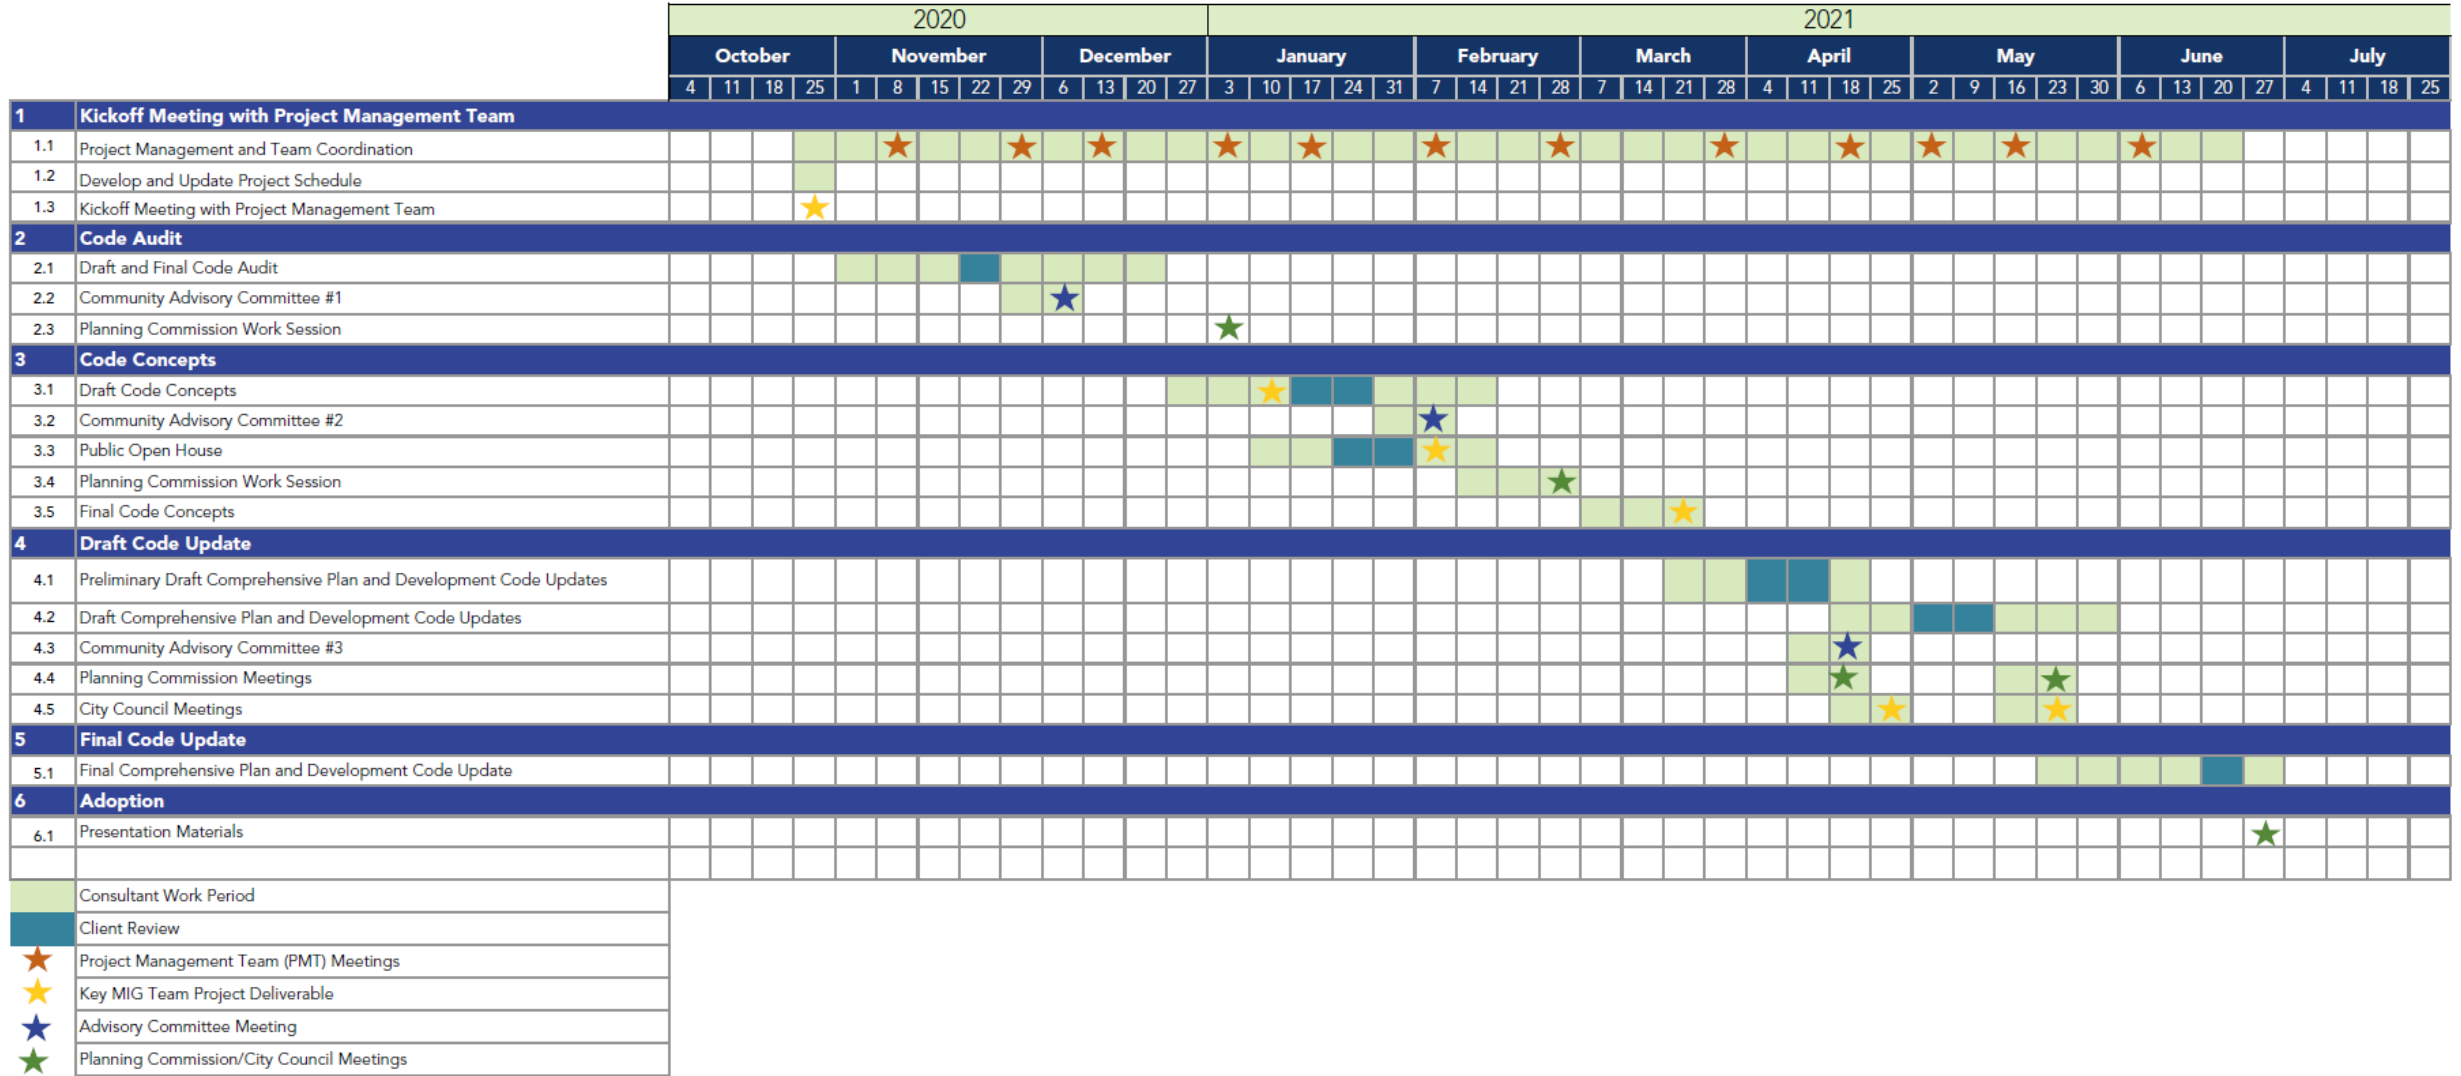 2020 2021
October November December January February March April May June July
4 11 18 25 1 8 15 22 29 6 13 20 27 3 10 17 24 31 7 14 21 28 7 14 21 28 4 11 18 25 2 9 16 23 30 6 13 20 27 4 11 18 25
1 Kickoff Meeting with Project Management Team
1.1 Project Management and Team Coordination
1.2 Develop and Update Project Schedule
1.3 Kickoff Meeting with Project Management Team
2 Code Audit
2.1 Draft and Final Code Audit
2.2 Community Advisory Committee #1
2.3 Planning Commission Work Session
3 Code Concepts
3.1 Draft Code Concepts
3.2 Community Advisory Committee #2
3.3 Public Open House
3.4 Planning Commission Work Session
3.5 Final Code Concepts
4 Draft Code Update
4.1 Preliminary Draft Comprehensive Plan and Development Code Updates
4.2 Draft Comprehensive Plan and Development Code Updates
4.3 Community Advisory Committee #3
4.4 Planning Commission Meetings
4.5 City Council Meetings
5 Final Code Update
5.1 Final Comprehensive Plan and Development Code Update
6 Adoption
6.1 Presentation Materials
Consultant Work Period
Client Review
Project Management Team (PMT) Meetings
Key MIG Team Project Deliverable
Advisory Committee Meeting
Planning Commission/City Council Meetings